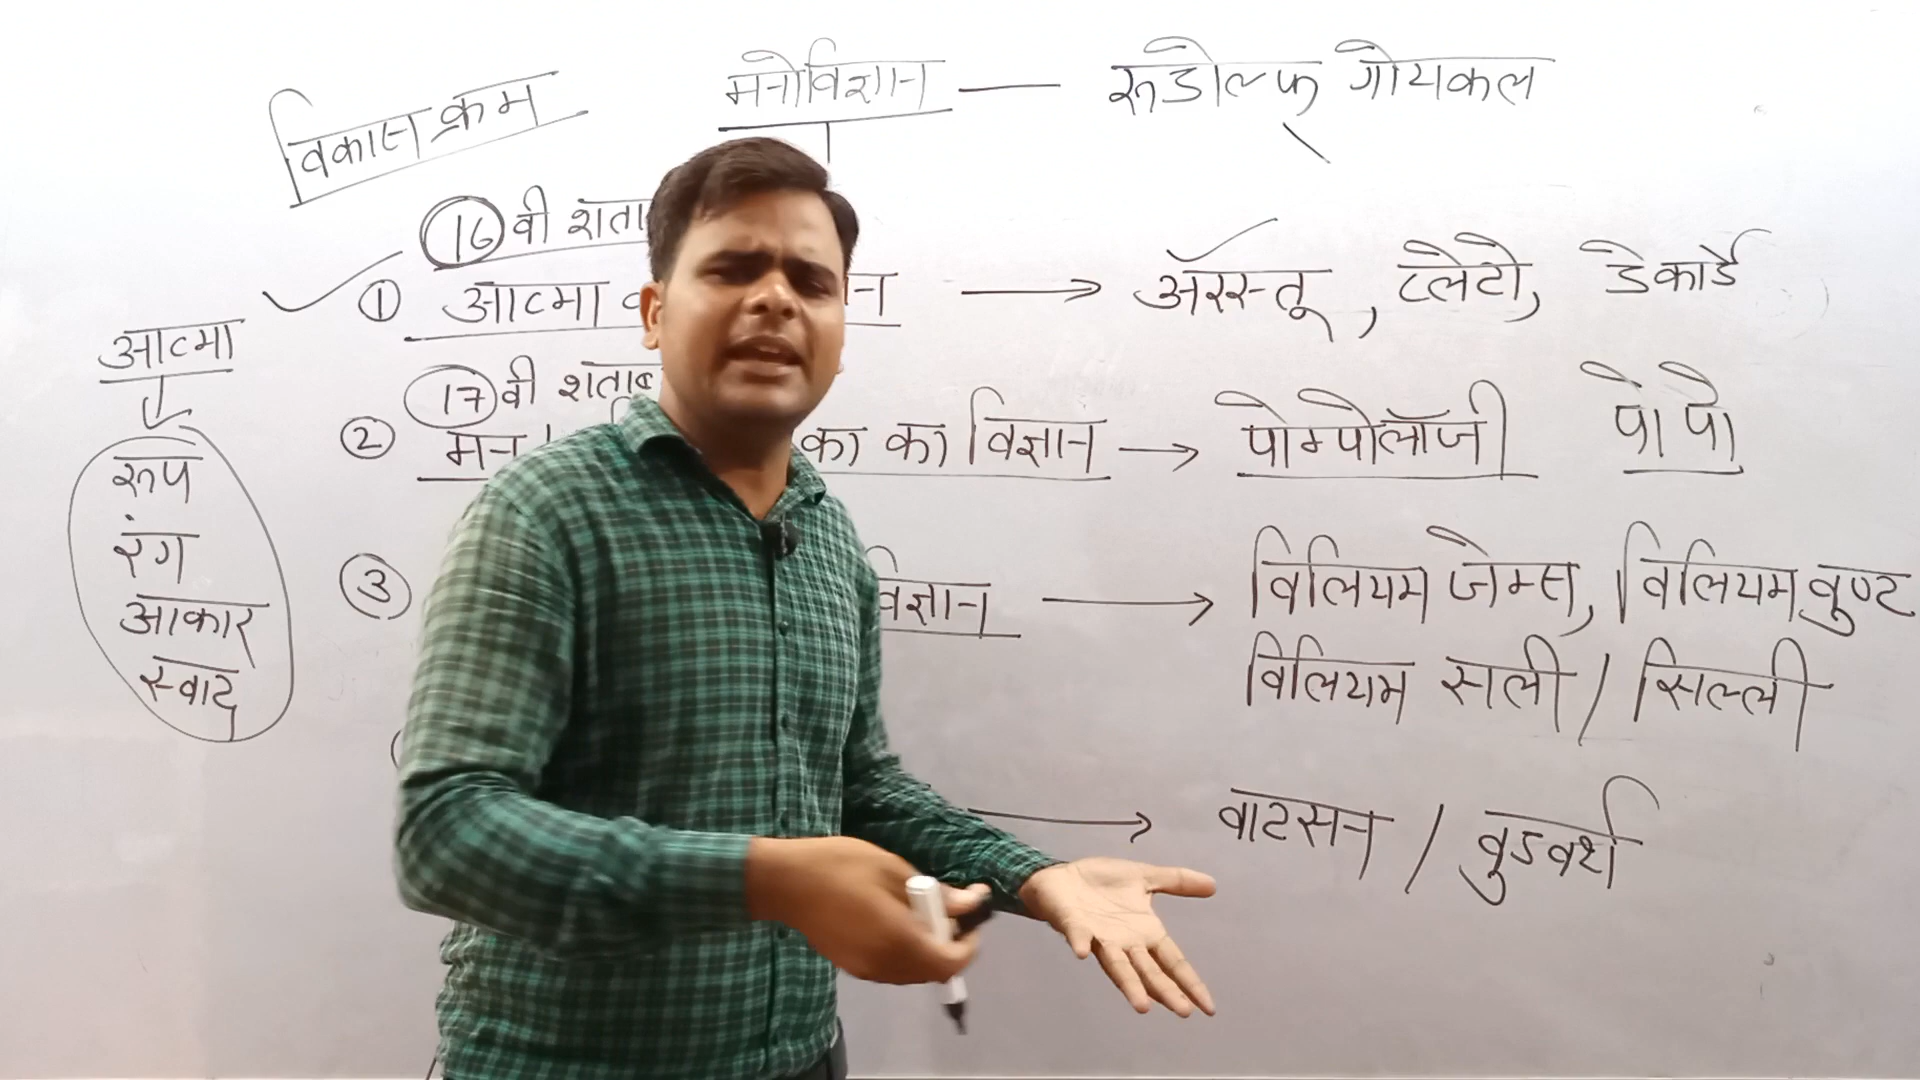 विकास क्रम
मनोविज्ञान — रूडोल्फ गोयकल
16 वी शता
① आत्मा → अरस्तू, प्लेटो, डेकार्टे
आत्मा
रूप
रंग
आकार
स्वाद
17 वी शताब
② मन का का विज्ञान → पोम्पोलॉजी पो पो
③ विज्ञान → विलियम जेम्स, विलियम वुण्ट
विलियम सली / सिल्ली
→ वाटसन / वुडवर्थ